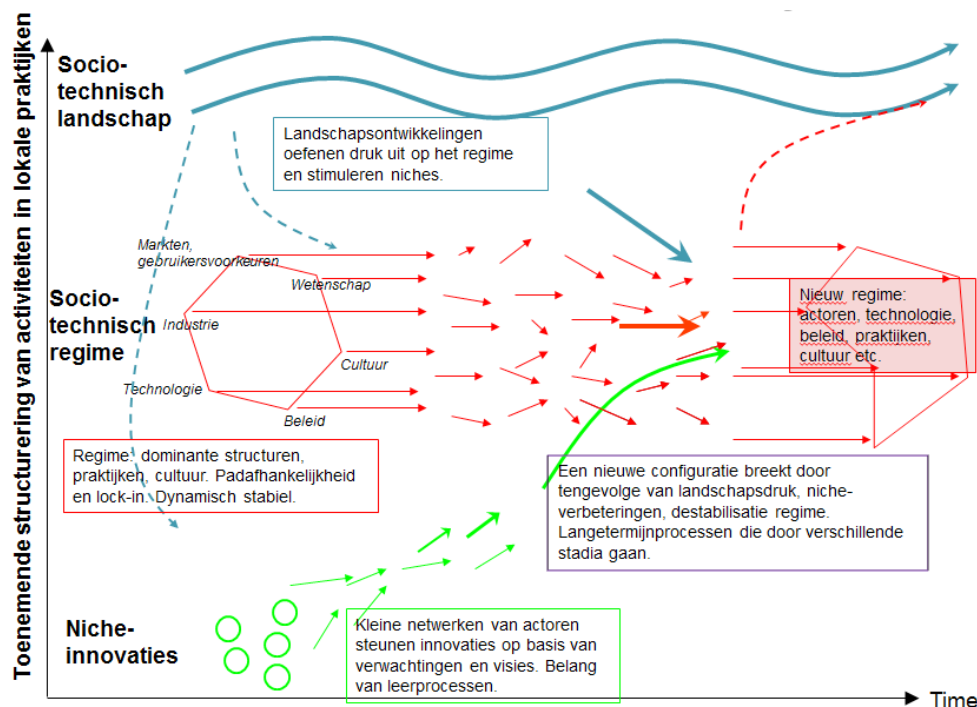 Toenemende structurering van activiteiten in lokale praktijken
Socio-
technisch
landschap
Landschapsontwikkelingen
oefenen druk uit op het regime
en stimuleren niches.
Markten,
gebruikersvoorkeuren
Wetenschap
Socio-
technisch
regime
Industrie
Cultuur
Technologie
Beleid
Nieuw regime:
actoren, technologie,
beleid, praktijken,
cultuur etc.
Regime: dominante structuren,
praktijken, cultuur. Padafhankelijkheid
en lock-in. Dynamisch stabiel.
Een nieuwe configuratie breekt door
tengevolge van landschapsdruk, niche-
verbeteringen, destabilisatie regime.
Langetermijnprocessen die door verschillende
stadia gaan.
Niche-
innovaties
Kleine netwerken van actoren
steunen innovaties op basis van
verwachtingen en visies. Belang
van leerprocessen.
Time